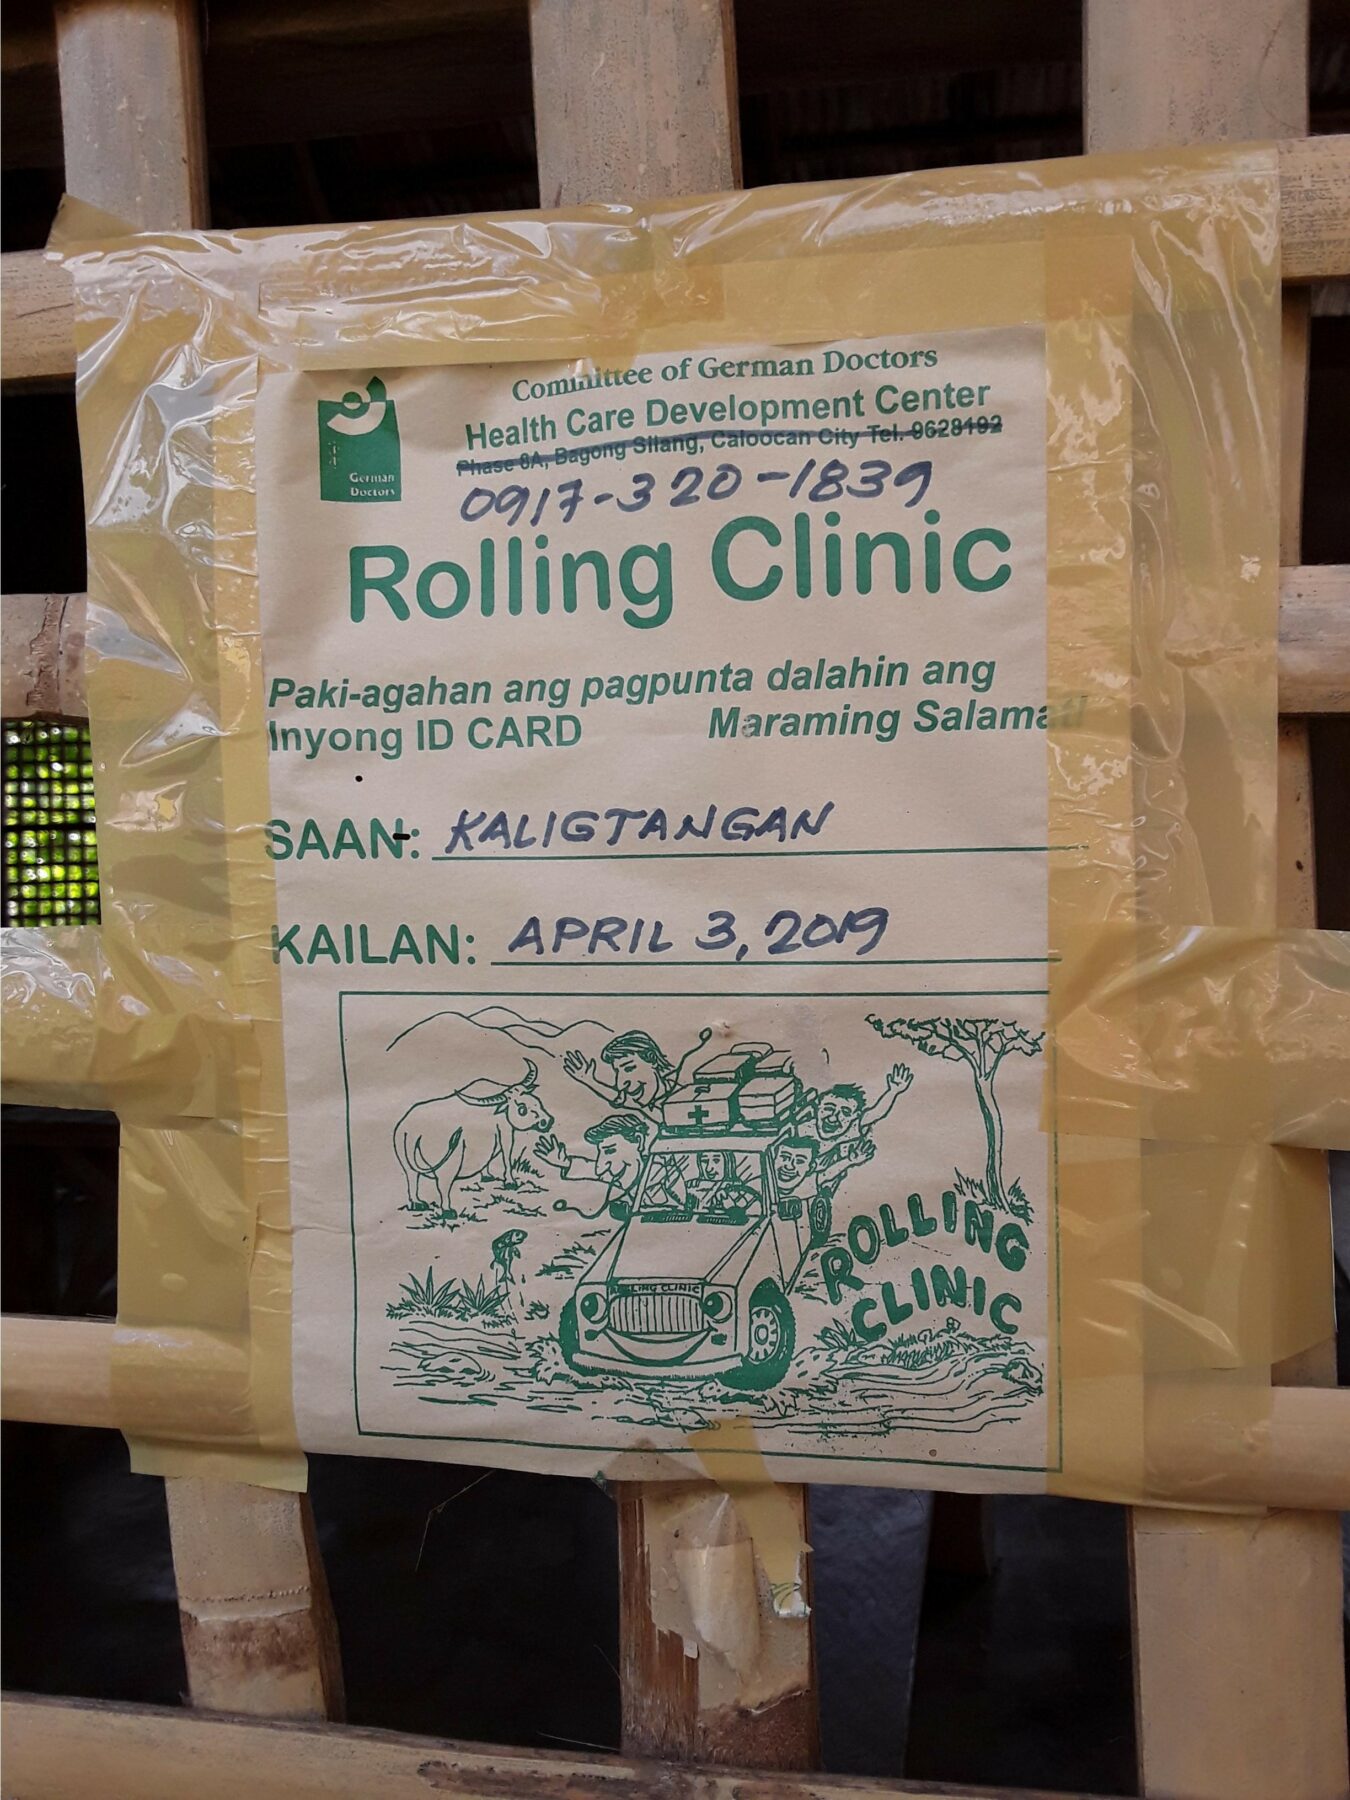 Committee of German Doctors
Health Care Development Center
Phase 8A, Bagong Silang, Caloocan City Tel. 9628192
German
Doctors
0917-320-1839
Rolling Clinic
Paki-agahan ang pagpunta dalahin ang
Inyong ID CARD Maraming Salamat!
SAAN: KALIGTANGAN
KAILAN: APRIL 3, 2019
ROLLING CLINIC
ROLLING
CLINIC